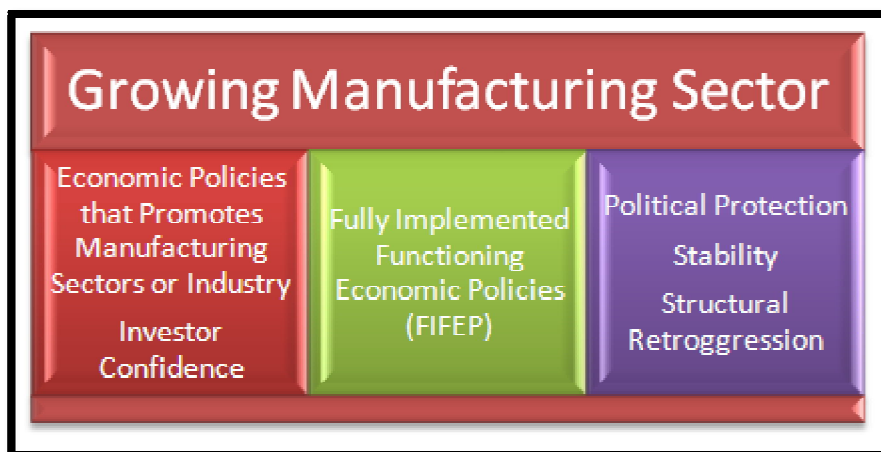 Growing Manufacturing Sector
Economic Policies
that Promotes
Manufacturing
Sectors or Industry
Investor
Confidence
Fully Implemented
Functioning
Economic Policies
(FIFEP)
Political Protection
Stability
Structural
Retroggression